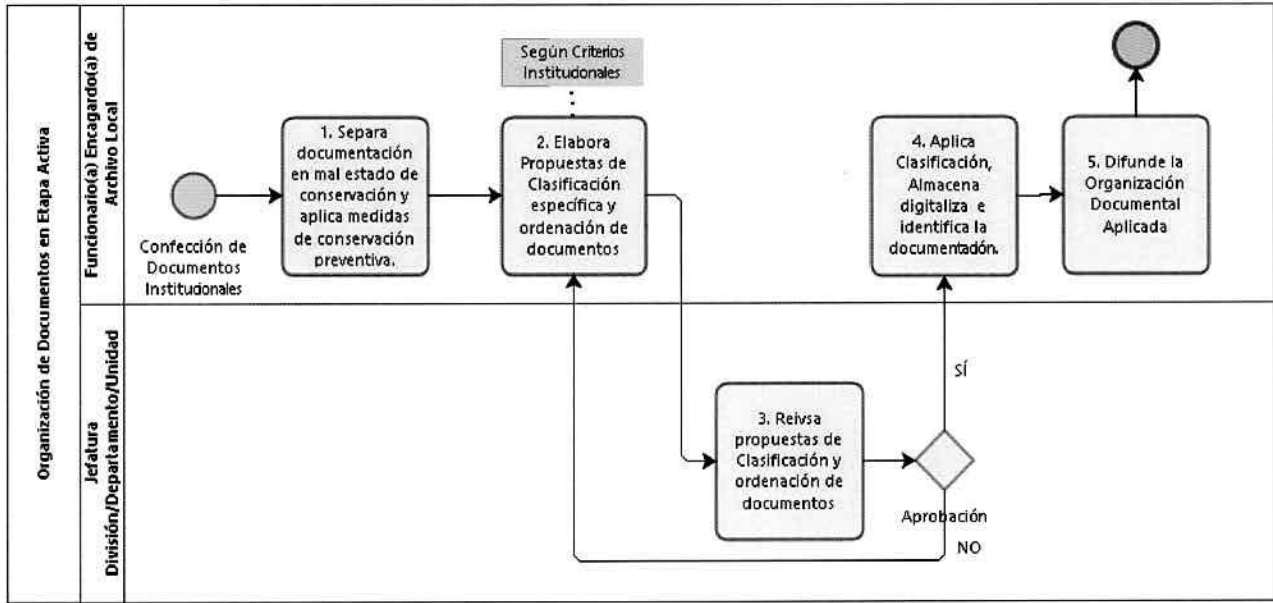 Organización de Documentos en Etapa Activa
Funcionario(a) Encagardo(a) de
Archivo Local
Confección de
Documentos
Institucionales
1. Separa
documentación
en mal estado de
conservación y
aplica medidas
de conservación
preventiva.
Según Criterios
Institucionales
2. Elabora
Propuestas de
Clasificación
específica y
ordenación de
documentos
4. Aplica
Clasificación,
Almacena
digitaliza e
identifica la
documentación.
5. Difunde la
Organización
Documental
Aplicada
Jefatura
División/Departamento/Unidad
3. Reivsa
propuestas de
Clasificación y
ordenación de
documentos
SÍ
Aprobación
NO